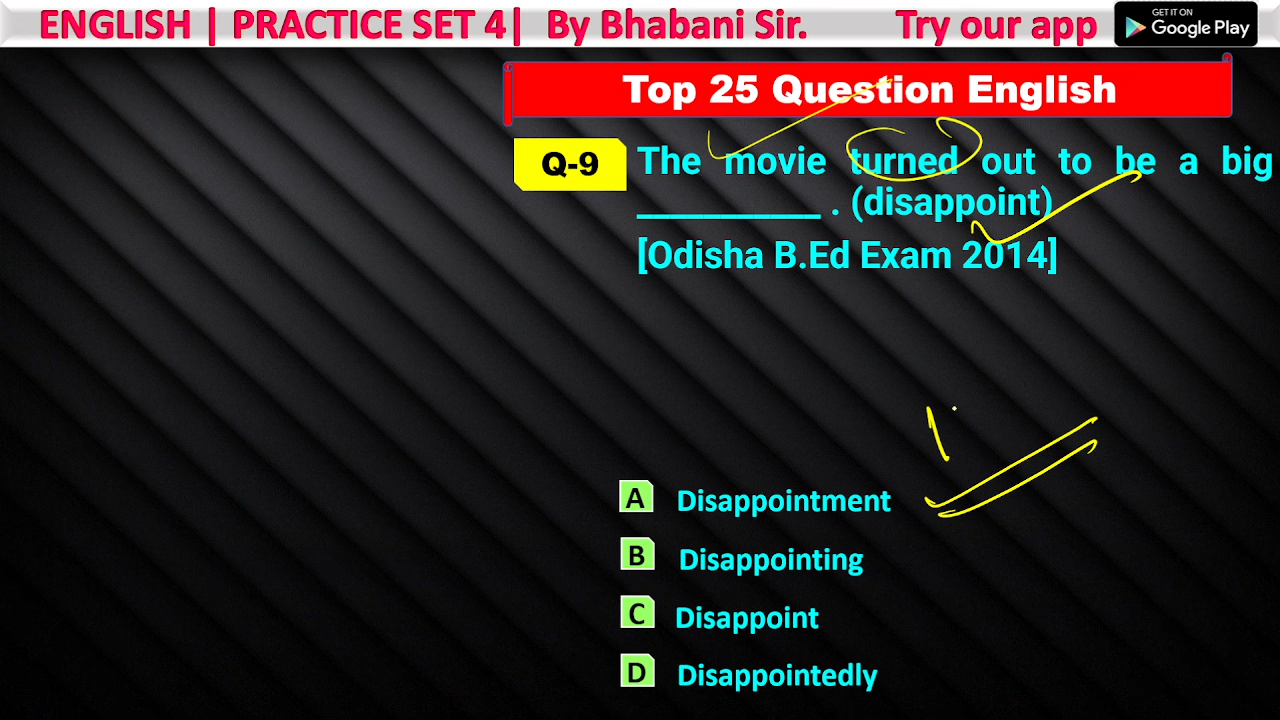 ENGLISH | PRACTICE SET 4| By Bhabani Sir. Try our app
GET IT ON
Google Play
Top 25 Question English
Q-9 The movie turned out to be a big
___________ . (disappoint)
[Odisha B.Ed Exam 2014]
A Disappointment
B Disappointing
C Disappoint
D Disappointedly